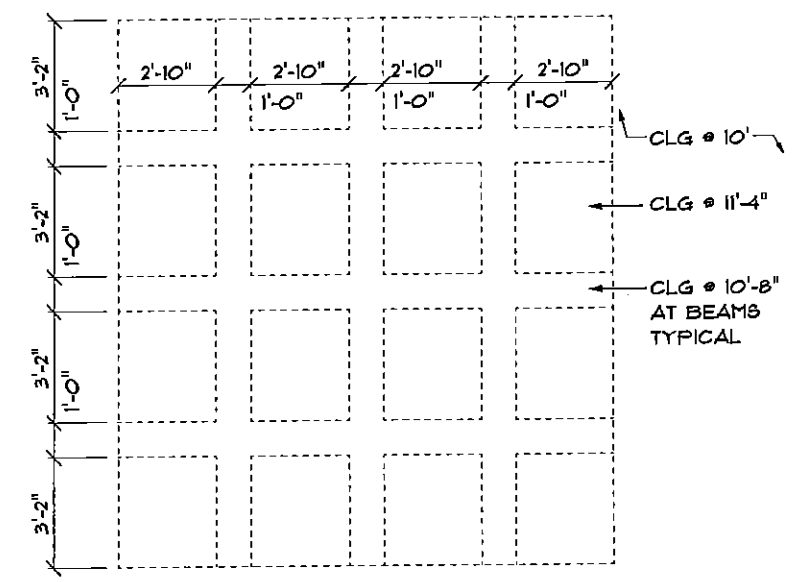 2'-10" 2'-10" 2'-10" 2'-10"
1'-0" 1'-0" 1'-0"
3'-2"
1'-0"
3'-2"
1'-0"
3'-2"
1'-0"
3'-2"
CLG @ 10'
CLG @ 11'-4"
CLG @ 10'-8"
AT BEAMS
TYPICAL